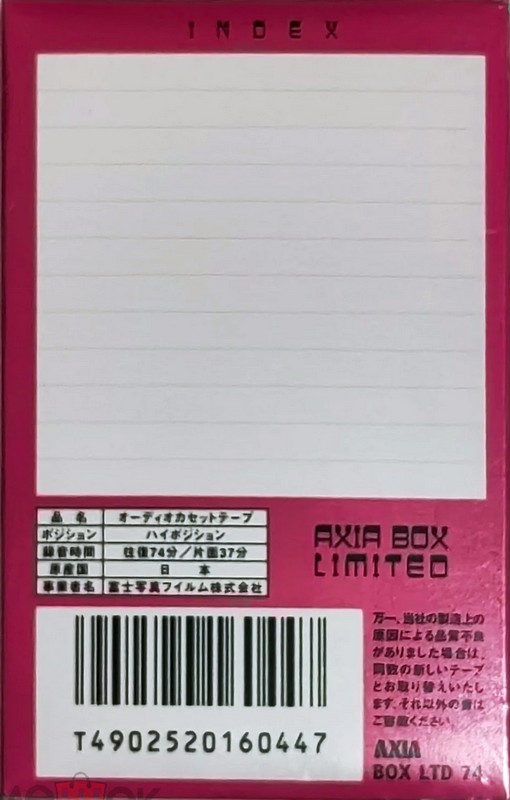 INDEX
品名 オーディオカセットテープ
ポジション ハイポジション
録音時間 往復74分／片面37分
原産国 日本
事業者名 富士写真フイルム株式会社
AXIA BOX
LIMITED
万一、当社の製造上の
原因による品質不良
がありました場合は、
同数の新しいテープ
とお取り替えいたし
ます。それ以外の責は
ご容赦ください。
T4902520160447
AXIA
BOX LTD 74